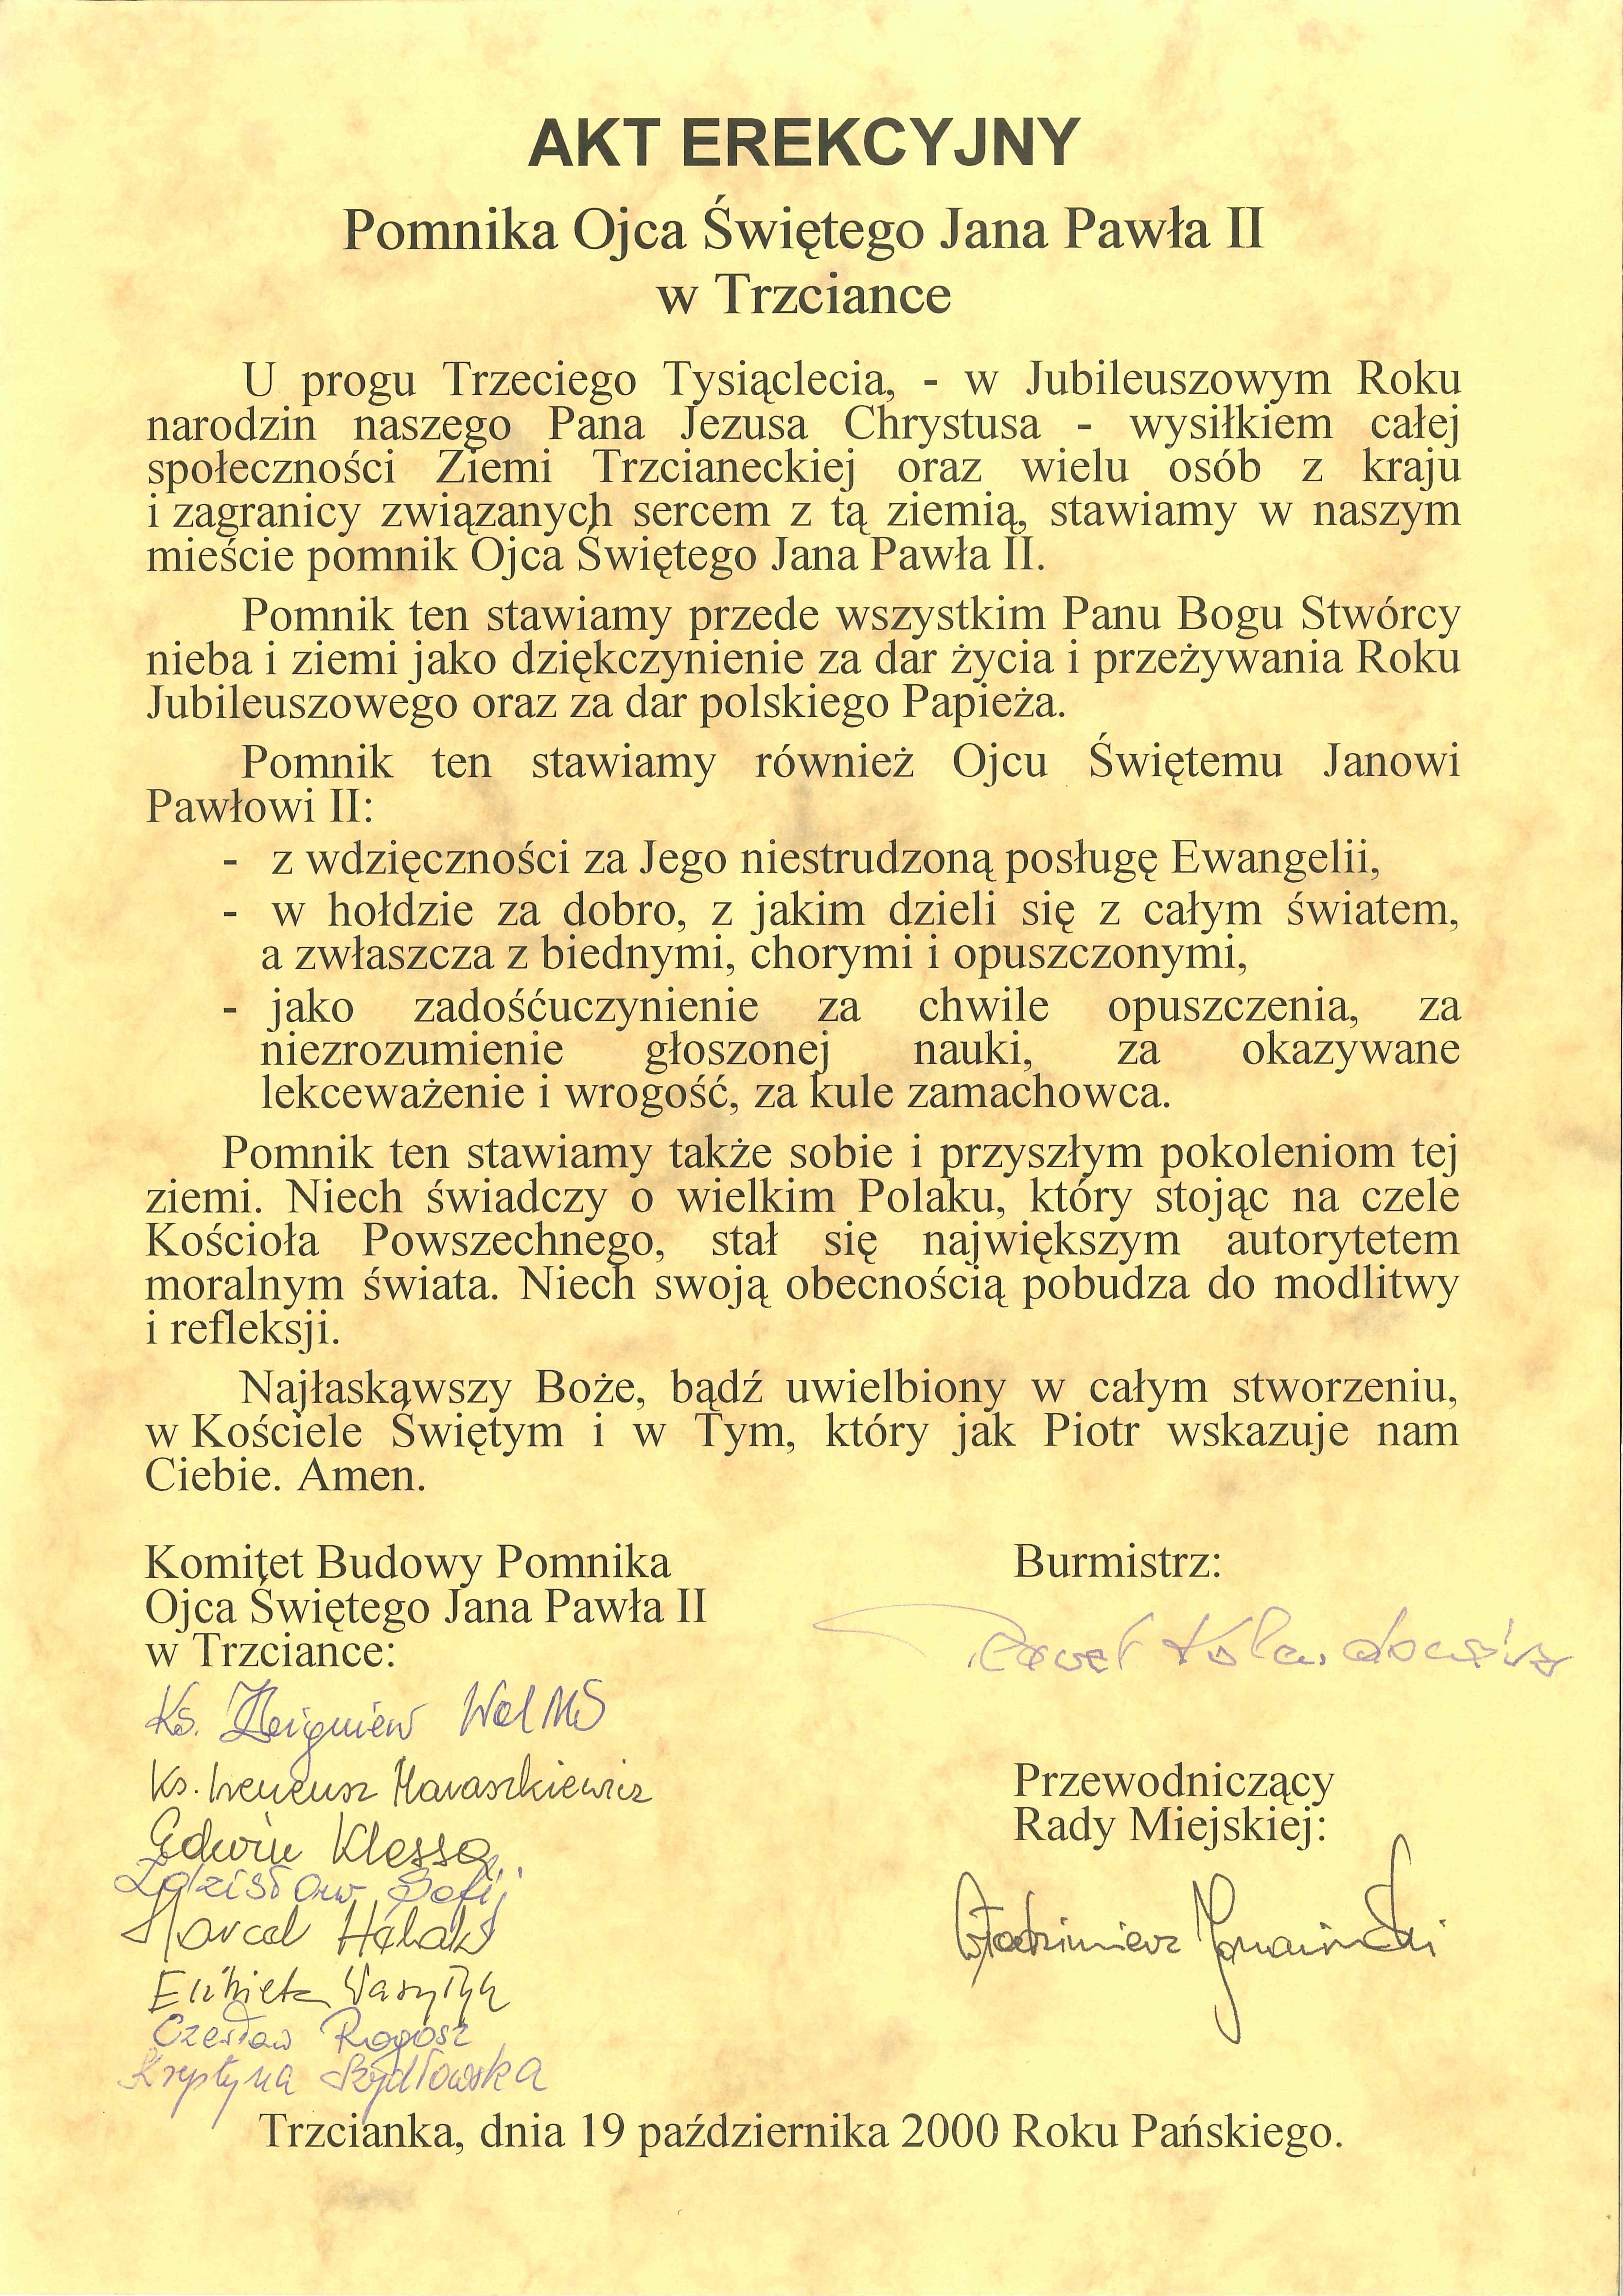 AKT EREKCYJNY
Pomnika Ojca Świętego Jana Pawła II
w Trzciance
U progu Trzeciego Tysiąclecia, - w Jubileuszowym Roku
narodzin naszego Pana Jezusa Chrystusa - wysiłkiem całej
społeczności Ziemi Trzcianeckiej oraz wielu osób z kraju
i zagranicy związanych sercem z tą ziemią, stawiamy w naszym
mieście pomnik Ojca Świętego Jana Pawła II.
Pomnik ten stawiamy przede wszystkim Panu Bogu Stwórcy
nieba i ziemi jako dziękczynienie za dar życia i przeżywania Roku
Jubileuszowego oraz za dar polskiego Papieża.
Pomnik ten stawiamy również Ojcu Świętemu Janowi
Pawłowi II:
- z wdzięczności za Jego niestrudzoną posługę Ewangelii,
- w hołdzie za dobro, z jakim dzieli się z całym światem,
a zwłaszcza z biednymi, chorymi i opuszczonymi,
- jako zadośćuczynienie za chwile opuszczenia, za
niezrozumienie głoszonej nauki, za okazywane
lekceważenie i wrogość, za kule zamachowca.
Pomnik ten stawiamy także sobie i przyszłym pokoleniom tej
ziemi. Niech świadczy o wielkim Polaku, który stojąc na czele
Kościoła Powszechnego, stał się największym autorytetem
moralnym świata. Niech swoją obecnością pobudza do modlitwy
i refleksji.
Najłaskawszy Boże, bądź uwielbiony w całym stworzeniu,
w Kościele Świętym i w Tym, który jak Piotr wskazuje nam
Ciebie. Amen.
Komitet Budowy Pomnika
Ojca Świętego Jana Pawła II
w Trzciance:
Ks. Zbigniew
Ks. Ireneusz
Edwin Klessa
Zdzisław
Marcel
Elżbieta
Czesław Rogosz
Krystyna Szydłowska
Burmistrz:
Paweł
Przewodniczący
Rady Miejskiej:
Włodzimierz
Trzcianka, dnia 19 października 2000 Roku Pańskiego.